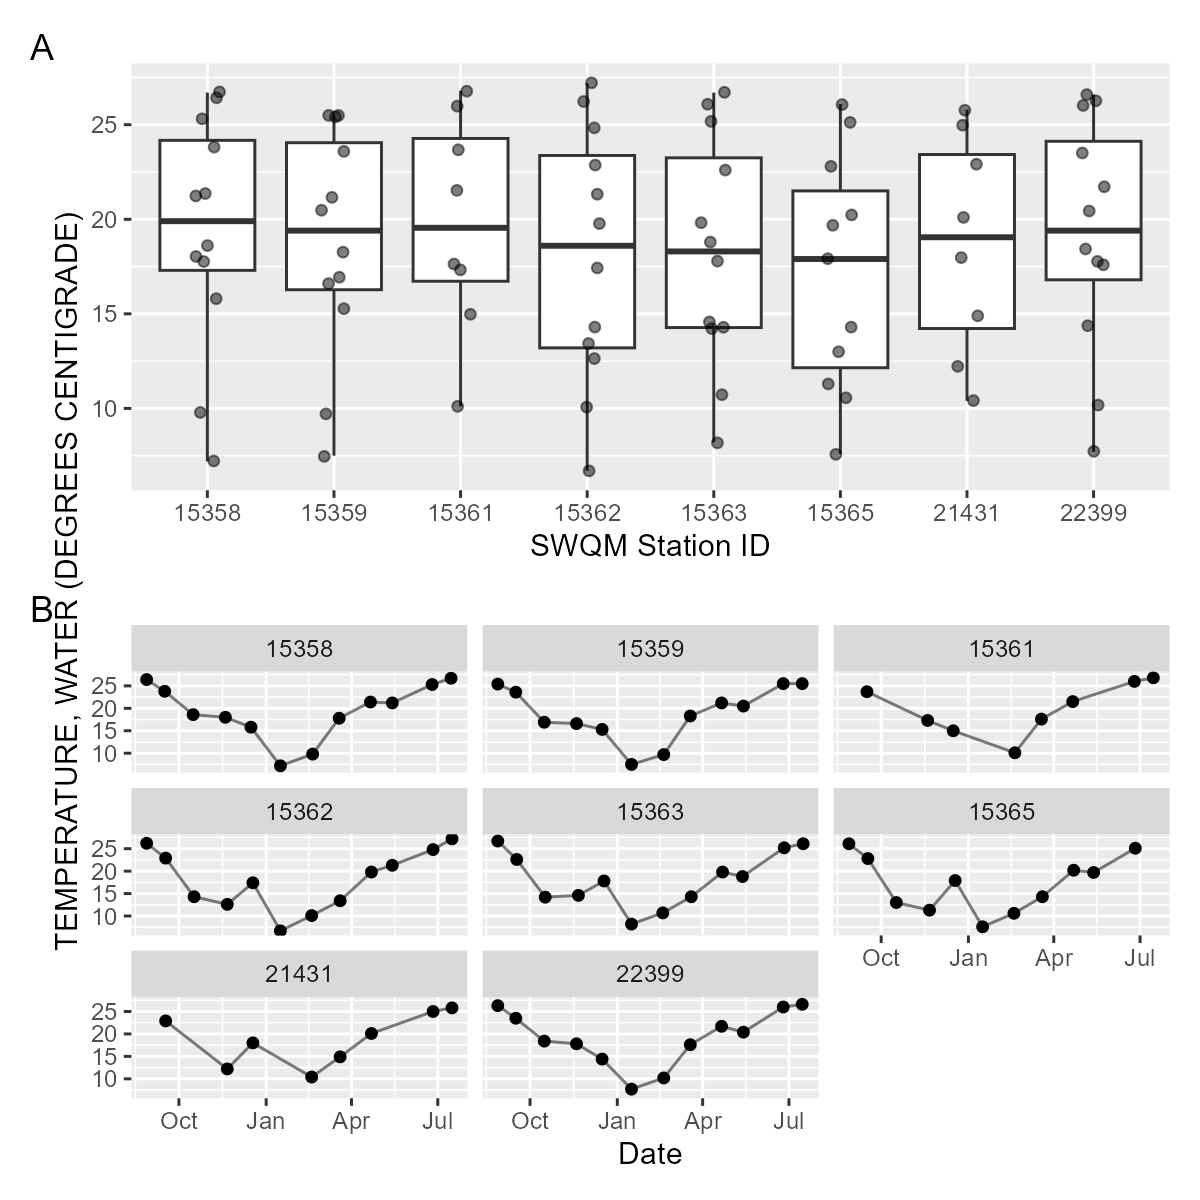 A
25
20
15
10
15358 15359 15361 15362 15363 15365 21431 22399
SWQM Station ID
TEMPERATURE, WATER (DEGREES CENTIGRADE)
B
15358 15359 15361
25
20
15
10
15362 15363 15365
25
20
15
10
Oct Jan Apr Jul
21431 22399
25
20
15
10
Oct Jan Apr Jul Oct Jan Apr Jul
Date